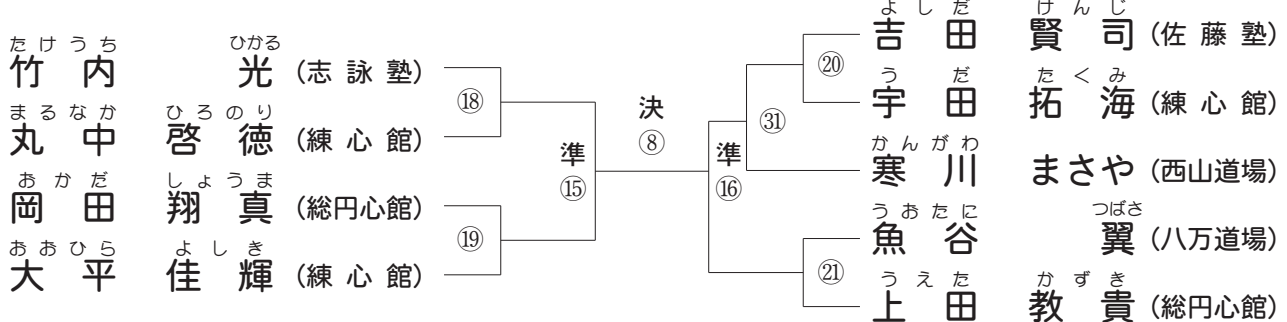 たけうち ひかる
竹内 光 (志詠塾)
⑱
まるなか ひろのり
丸中 啓徳 (練心館)
準
⑮
おかだ しょうま
岡田 翔真 (総円心館)
⑲
おおひら よしき
大平 佳輝 (練心館)
決
⑧
よしだ けんじ
吉田 賢司 (佐藤塾)
⑳
うだ たくみ
宇田 拓海 (練心館)
㉛
かんがわ
寒川 まさや (西山道場)
準
⑯
うおたに つばさ
魚谷 翼 (八万道場)
㉑
うえた かずき
上田 教貴 (総円心館)